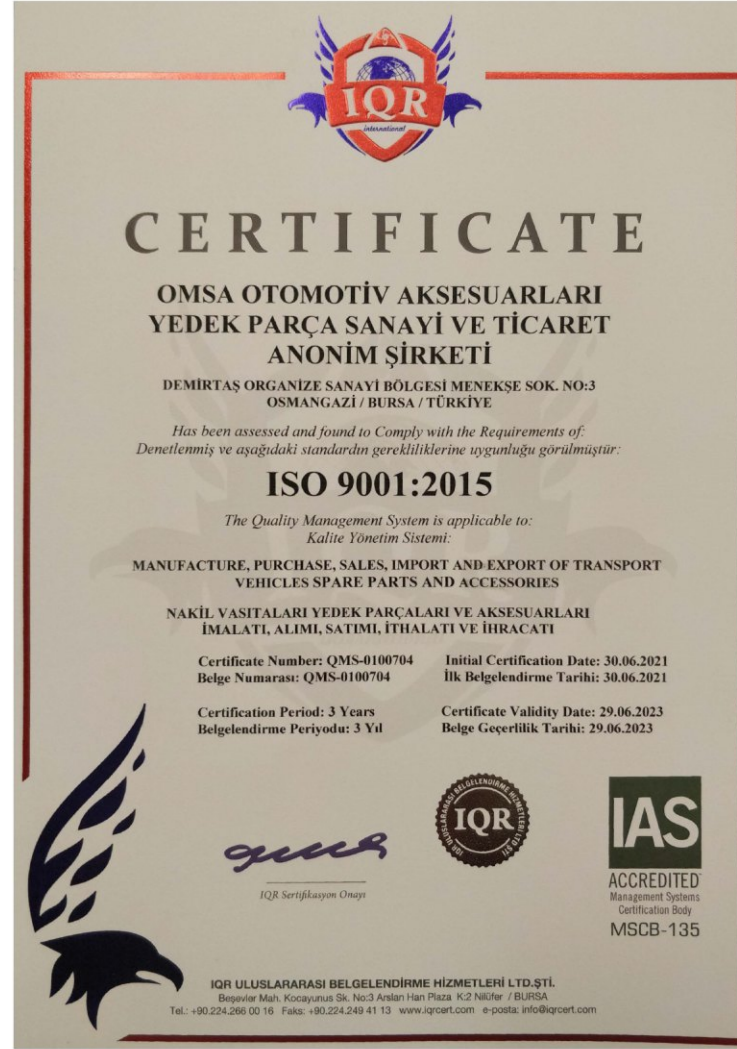 IQR
international
CERTIFICATE
OMSA OTOMOTİV AKSESUARLARI
YEDEK PARÇA SANAYİ VE TİCARET
ANONİM ŞİRKETİ
DEMİRTAŞ ORGANİZE SANAYİ BÖLGESİ MENEKŞE SOK. NO:3
OSMANGAZİ / BURSA / TÜRKİYE
Has been assessed and found to Comply with the Requirements of:
Denetlenmiş ve aşağıdaki standardın gerekliliklerine uygunluğu görülmüştür:
ISO 9001:2015
The Quality Management System is applicable to:
Kalite Yönetim Sistemi:
MANUFACTURE, PURCHASE, SALES, IMPORT AND EXPORT OF TRANSPORT
VEHICLES SPARE PARTS AND ACCESSORIES
NAKİL VASITALARI YEDEK PARÇALARI VE AKSESUARLARI
İMALATI, ALIMI, SATIMI, İTHALATI VE İHRACATI
Certificate Number: QMS-0100704 Initial Certification Date: 30.06.2021
Belge Numarası: QMS-0100704 İlk Belgelendirme Tarihi: 30.06.2021
Certification Period: 3 Years Certificate Validity Date: 29.06.2023
Belgelendirme Periyodu: 3 Yıl Belge Geçerlilik Tarihi: 29.06.2023
IQR ULUSLARARASI BELGELENDİRME HİZMETLERİ LTD ŞTİ
IQR
IAS
ACCREDITED
Management Systems
Certification Body
MSCB-135
IQR Sertifikasyon Onayı
IQR ULUSLARARASI BELGELENDİRME HİZMETLERİ LTD.ŞTİ.
Beşevler Mah. Kocayunus Sk. No:3 Arslan Han Plaza K:2 Nilüfer / BURSA
Tel.: +90.224.266 00 16 Faks: +90.224.249 41 13 www.iqrcert.com e-posta: info@iqrcert.com